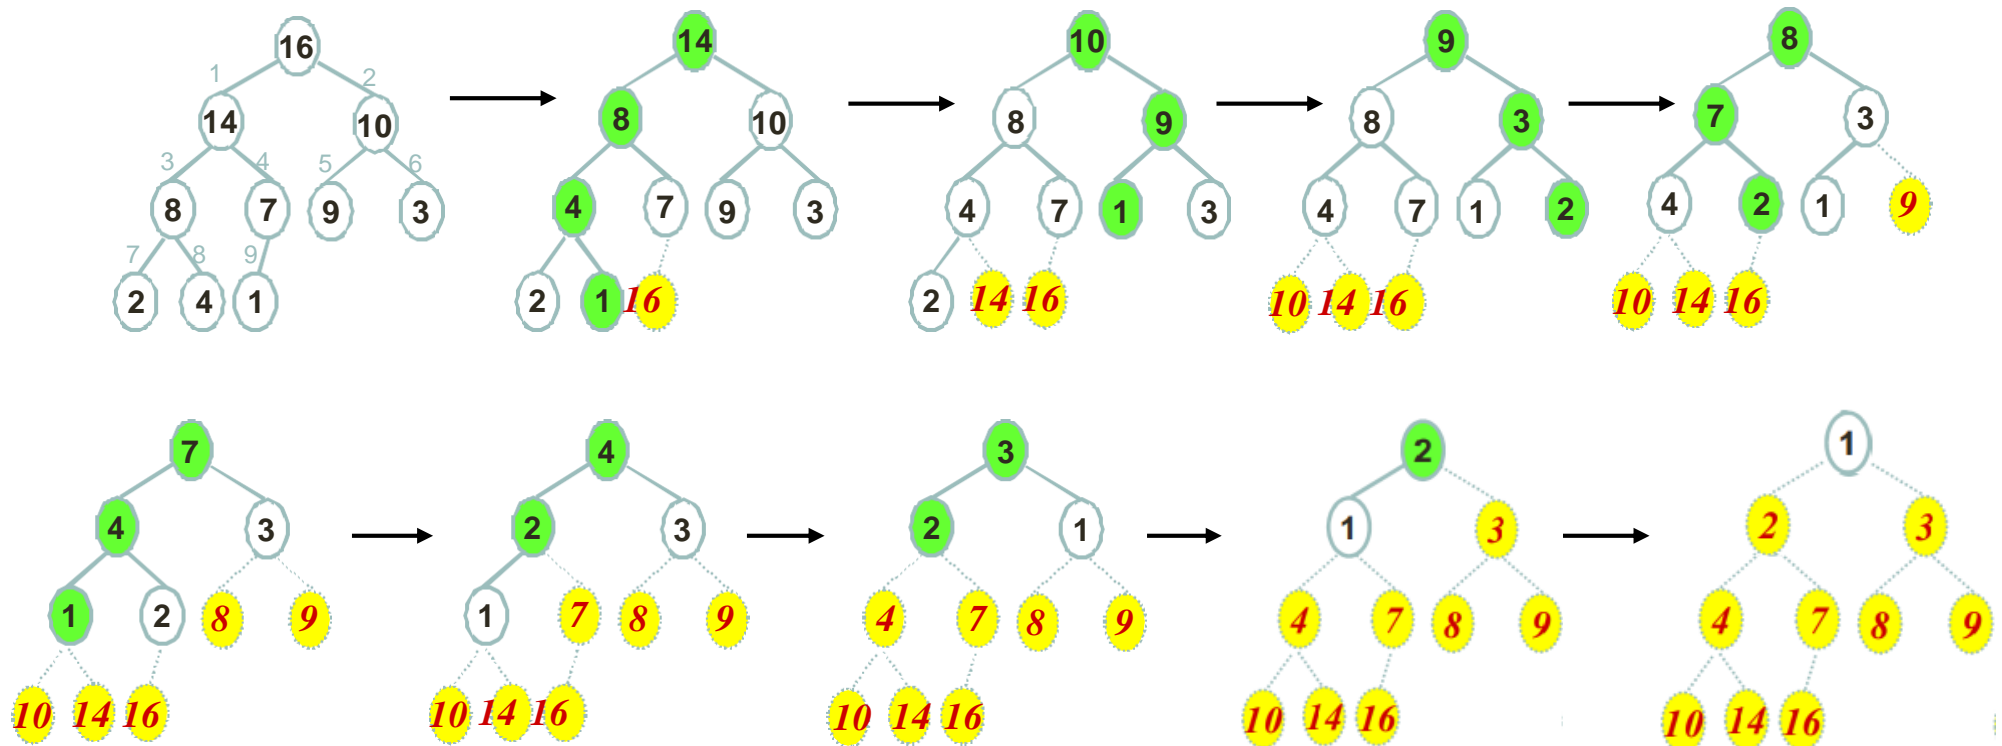 16 14 10 9 8
1 2
14 10 8 10 8 9 8 3 7 3
3 4 5 6
8 7 9 3 4 7 9 3 4 7 1 3 4 7 1 2 4 2 1 9
7 8 9
2 4 1 2 1 16 2 14 16 10 14 16 10 14 16
7 4 3 2 1
4 3 2 3 2 1 1 3 2 3
1 2 8 9 1 7 8 9 4 7 8 9 4 7 8 9 4 7 8 9
10 14 16 10 14 16 10 14 16 10 14 16 10 14 16